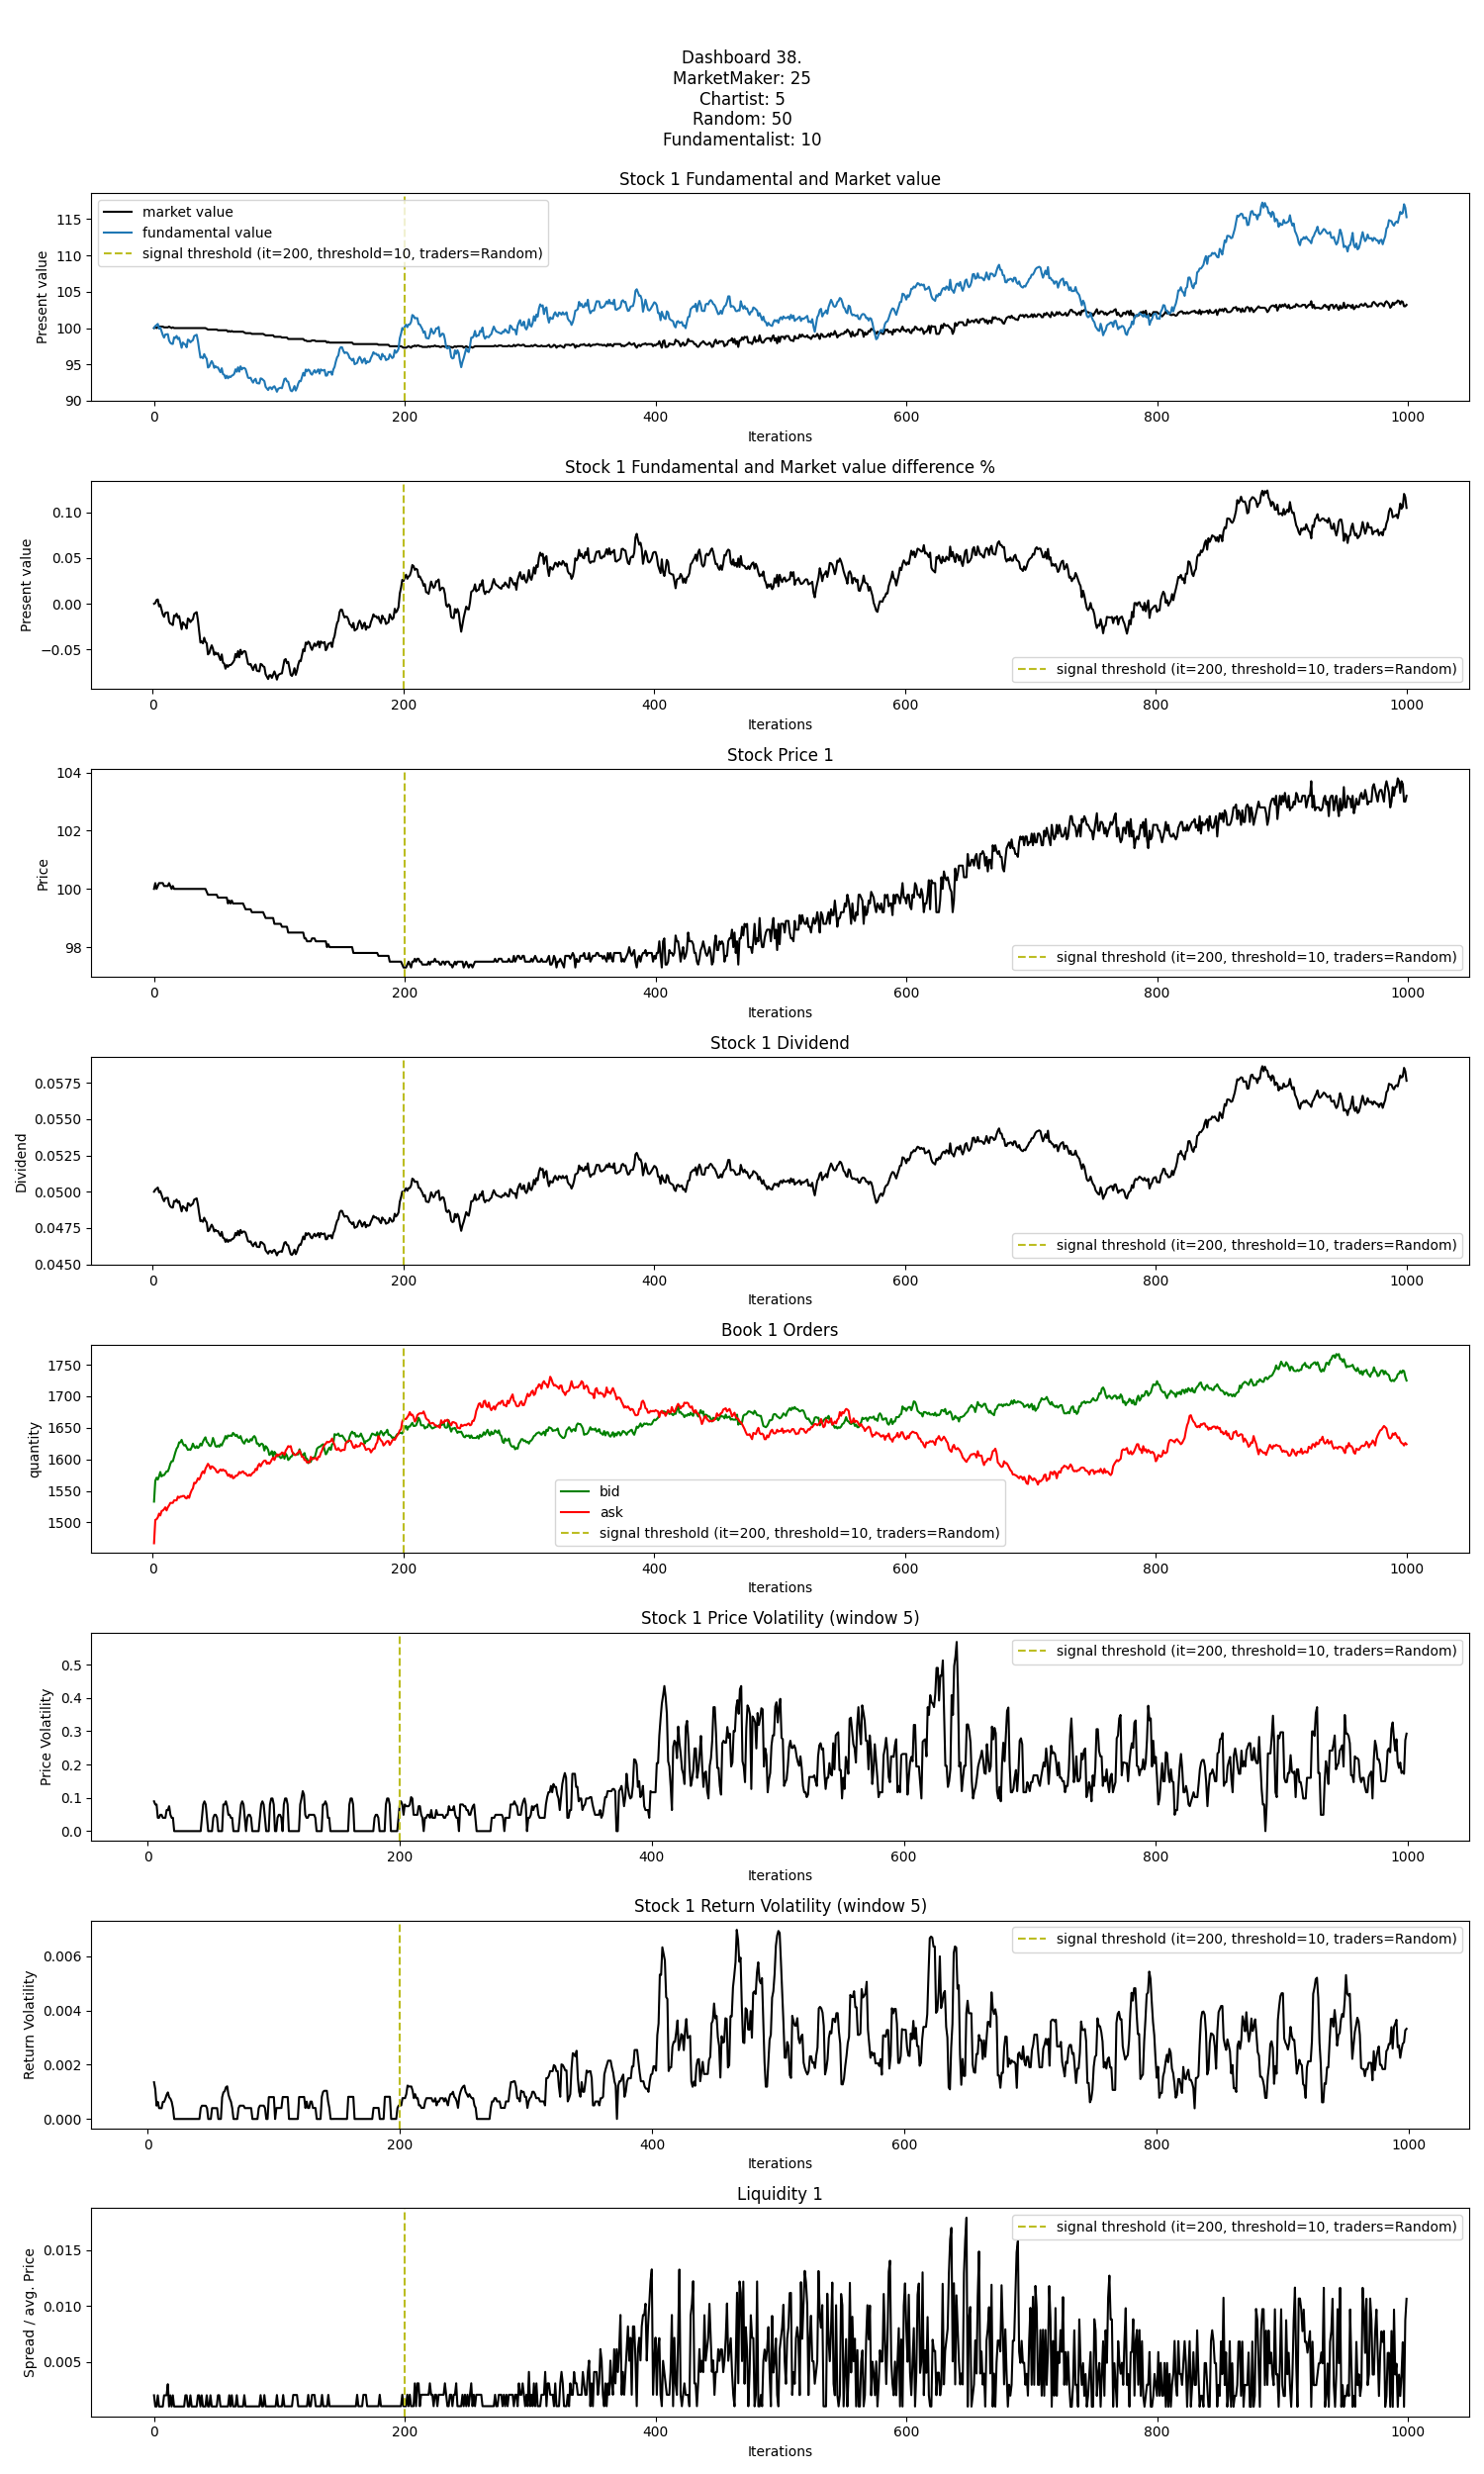 Dashboard 38.
MarketMaker: 25
Chartist: 5
Random: 50
Fundamentalist: 10
Stock 1 Fundamental and Market value
market value
fundamental value
signal threshold (it=200, threshold=10, traders=Random)
Present value
115
110
105
100
95
90
0 200 400 600 800 1000
Iterations
Stock 1 Fundamental and Market value difference %
Present value
0.10
0.05
0.00
−0.05
signal threshold (it=200, threshold=10, traders=Random)
0 200 400 600 800 1000
Iterations
Stock Price 1
Price
104
102
100
98
signal threshold (it=200, threshold=10, traders=Random)
0 200 400 600 800 1000
Iterations
Stock 1 Dividend
Dividend
0.0575
0.0550
0.0525
0.0500
0.0475
0.0450
signal threshold (it=200, threshold=10, traders=Random)
0 200 400 600 800 1000
Iterations
Book 1 Orders
quantity
1750
1700
1650
1600
1550
1500
bid
ask
signal threshold (it=200, threshold=10, traders=Random)
0 200 400 600 800 1000
Iterations
Stock 1 Price Volatility (window 5)
signal threshold (it=200, threshold=10, traders=Random)
Price Volatility
0.5
0.4
0.3
0.2
0.1
0.0
0 200 400 600 800 1000
Iterations
Stock 1 Return Volatility (window 5)
signal threshold (it=200, threshold=10, traders=Random)
Return Volatility
0.006
0.004
0.002
0.000
0 200 400 600 800 1000
Iterations
Liquidity 1
signal threshold (it=200, threshold=10, traders=Random)
Spread / avg. Price
0.015
0.010
0.005
0 200 400 600 800 1000
Iterations